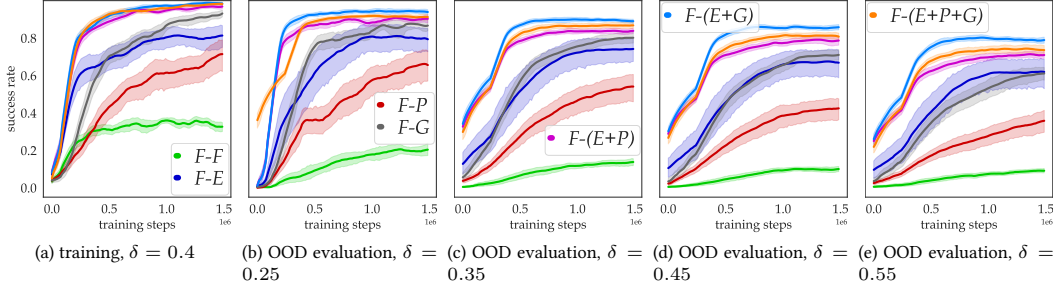 F-(E+G)
F-(E+P+G)
success rate
0.8
0.6
0.4
0.2
0.0
F-F
F-E
F-P
F-G
F-(E+P)
0.0 0.5 1.0 1.5
1e6
training steps
0.0 0.5 1.0 1.5
1e6
training steps
0.0 0.5 1.0 1.5
1e6
training steps
0.0 0.5 1.0 1.5
1e6
training steps
0.0 0.5 1.0 1.5
1e6
training steps
(a) training, δ = 0.4
(b) OOD evaluation, δ =
0.25
(c) OOD evaluation, δ =
0.35
(d) OOD evaluation, δ =
0.45
(e) OOD evaluation, δ =
0.55